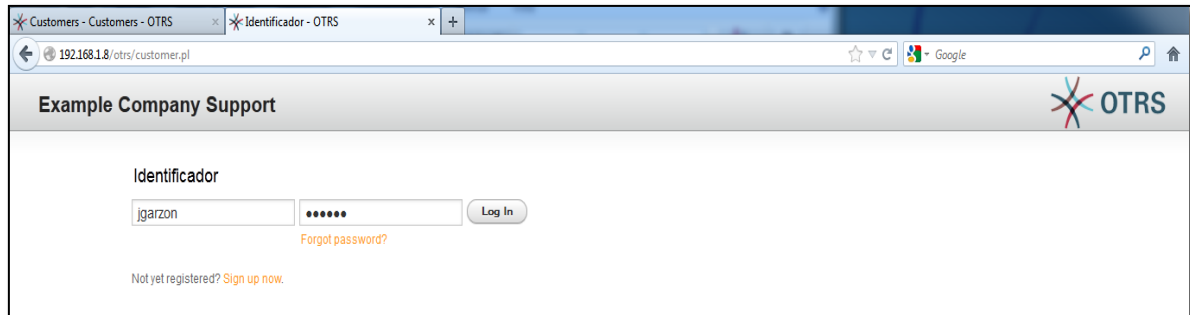 Customers - Customers - OTRS x Identificador - OTRS x +
192.168.1.8/otrs/customer.pl Google
Example Company Support OTRS
Identificador
jgarzon •••••• Log In
Forgot password?
Not yet registered? Sign up now.